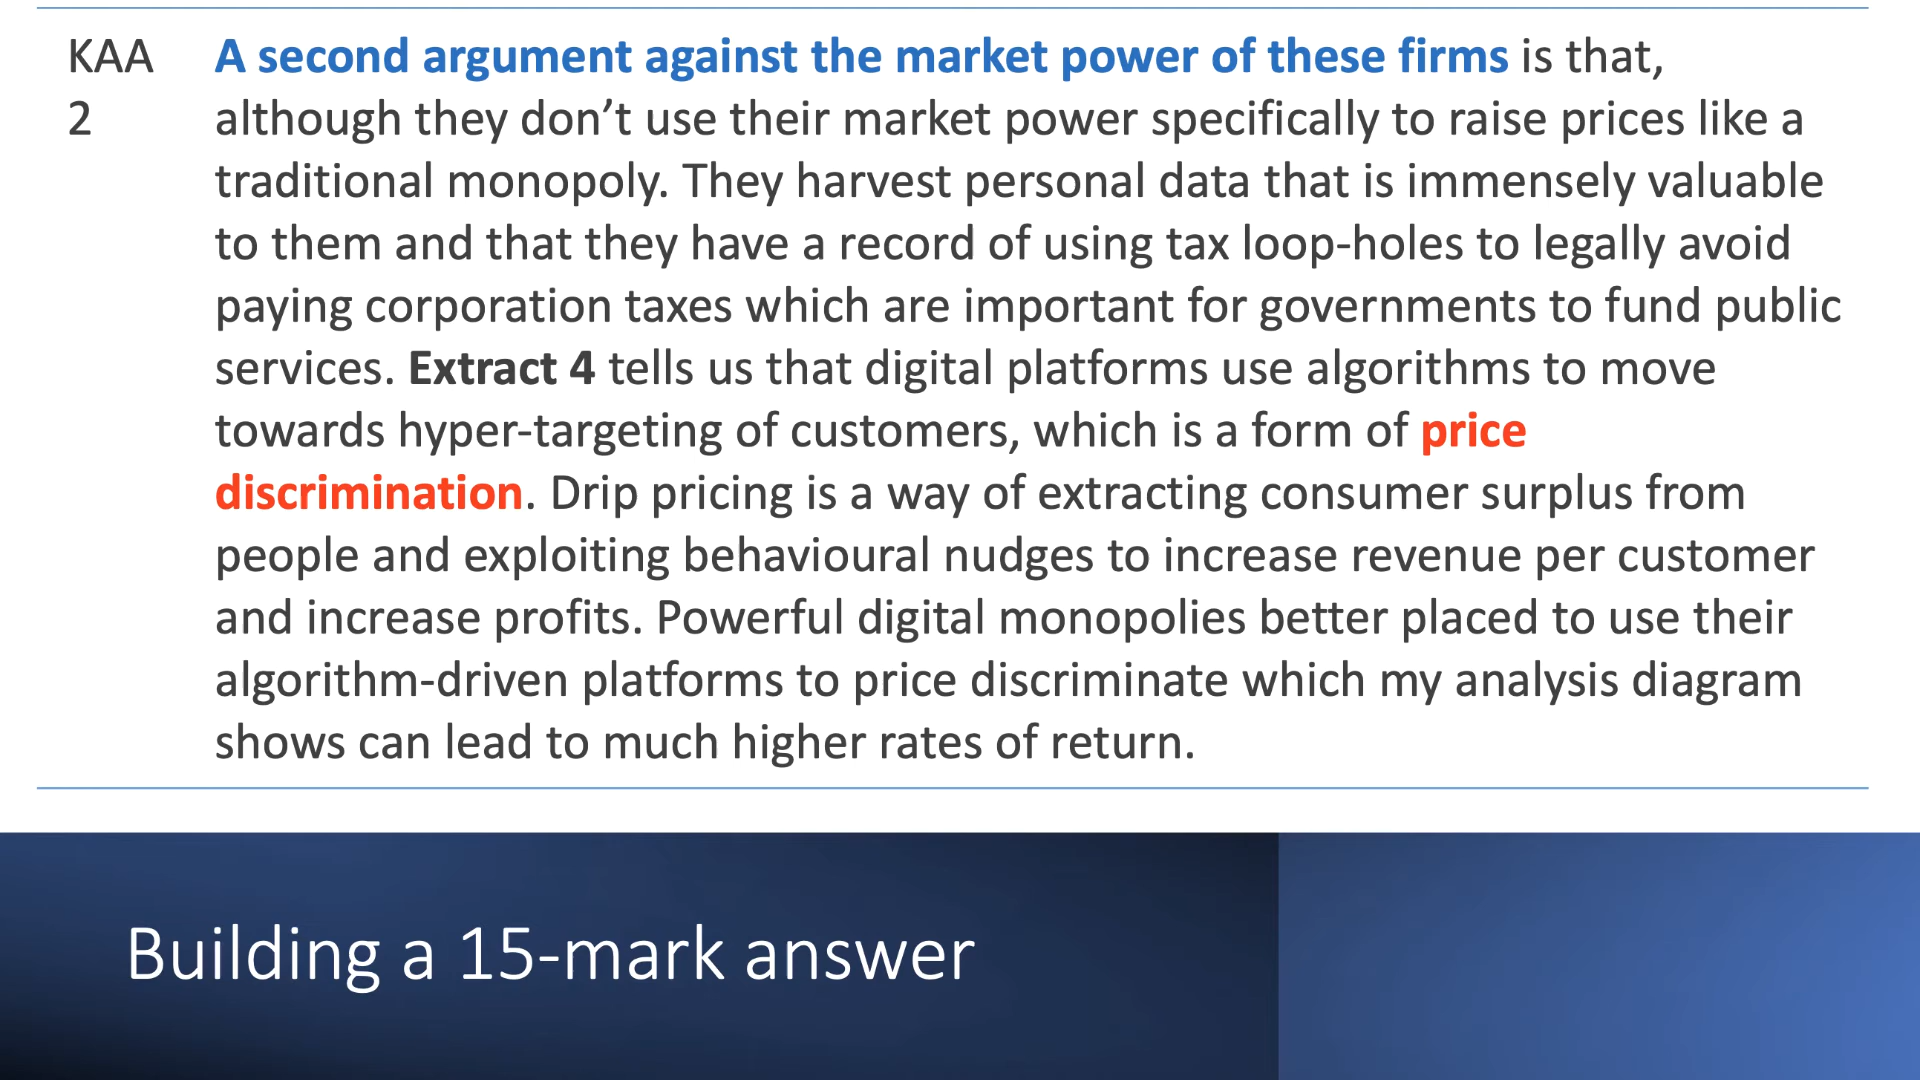 KAA
2
A second argument against the market power of these firms is that,
although they don’t use their market power specifically to raise prices like a
traditional monopoly. They harvest personal data that is immensely valuable
to them and that they have a record of using tax loop-holes to legally avoid
paying corporation taxes which are important for governments to fund public
services. Extract 4 tells us that digital platforms use algorithms to move
towards hyper-targeting of customers, which is a form of price
discrimination. Drip pricing is a way of extracting consumer surplus from
people and exploiting behavioural nudges to increase revenue per customer
and increase profits. Powerful digital monopolies better placed to use their
algorithm-driven platforms to price discriminate which my analysis diagram
shows can lead to much higher rates of return.
Building a 15-mark answer